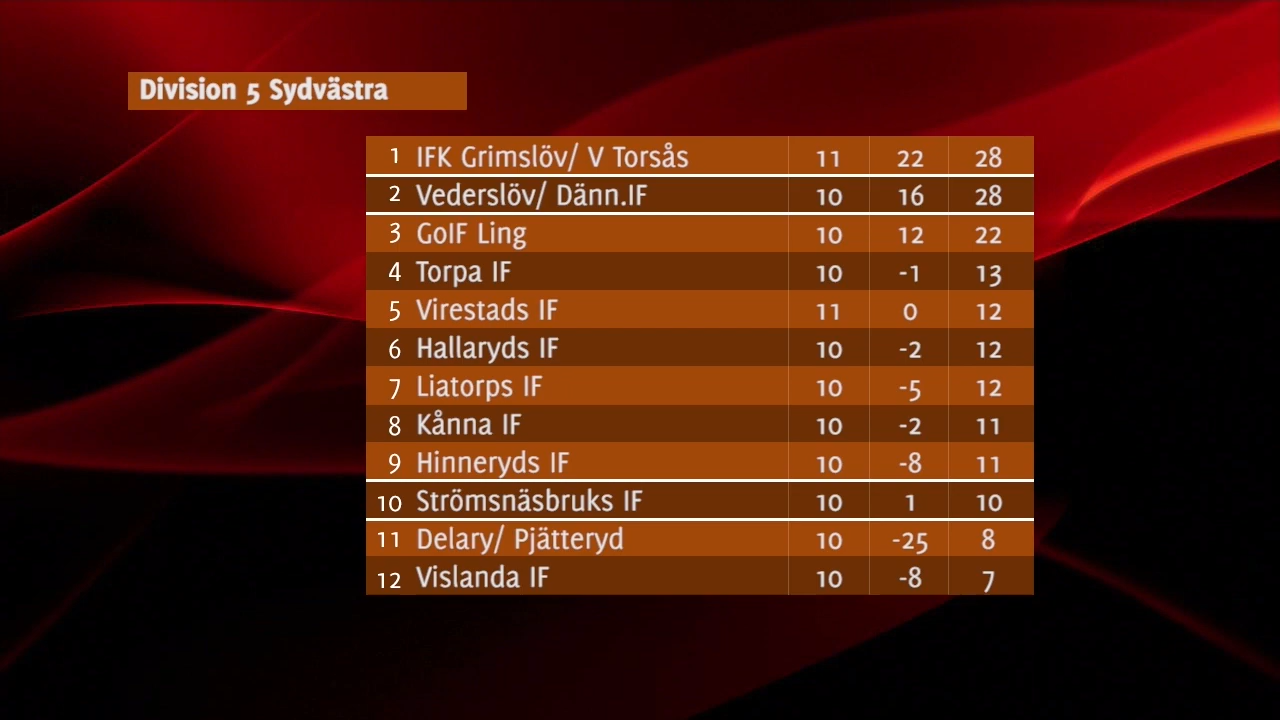 Division 5 Sydvästra
1 IFK Grimslöv/ V Torsås 11 22 28
2 Vederslöv/ Dänn.IF 10 16 28
3 GoIF Ling 10 12 22
4 Torpa IF 10 -1 13
5 Virestads IF 11 0 12
6 Hallaryds IF 10 -2 12
7 Liatorps IF 10 -5 12
8 Kånna IF 10 -2 11
9 Hinneryds IF 10 -8 11
10 Strömsnäsbruks IF 10 1 10
11 Delary/ Pjätteryd 10 -25 8
12 Vislanda IF 10 -8 7